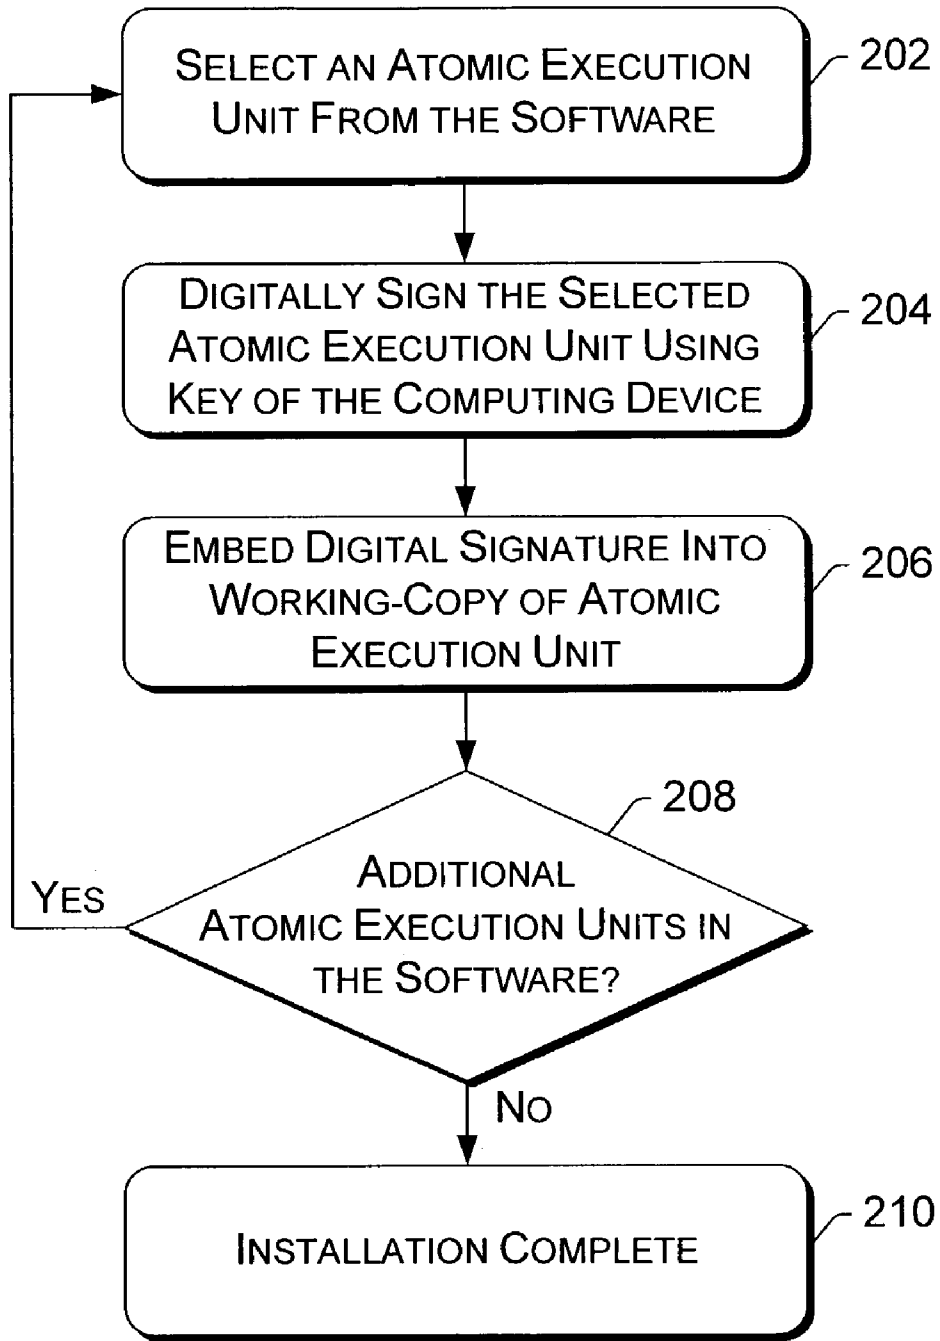 SELECT AN ATOMIC EXECUTION
UNIT FROM THE SOFTWARE
202
DIGITALLY SIGN THE SELECTED
ATOMIC EXECUTION UNIT USING
KEY OF THE COMPUTING DEVICE
204
EMBED DIGITAL SIGNATURE INTO
WORKING-COPY OF ATOMIC
EXECUTION UNIT
206
208
ADDITIONAL
ATOMIC EXECUTION UNITS IN
THE SOFTWARE?
YES
NO
INSTALLATION COMPLETE
210